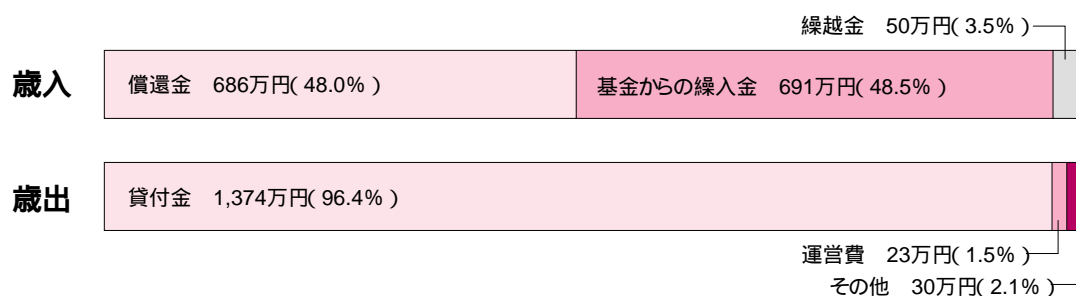 繰越金 50万円( 3.5% )
歳入
償還金 686万円( 48.0% )
基金からの繰入金 691万円( 48.5% )
歳出
貸付金 1,374万円( 96.4% )
運営費 23万円( 1.5% )
その他 30万円( 2.1% )